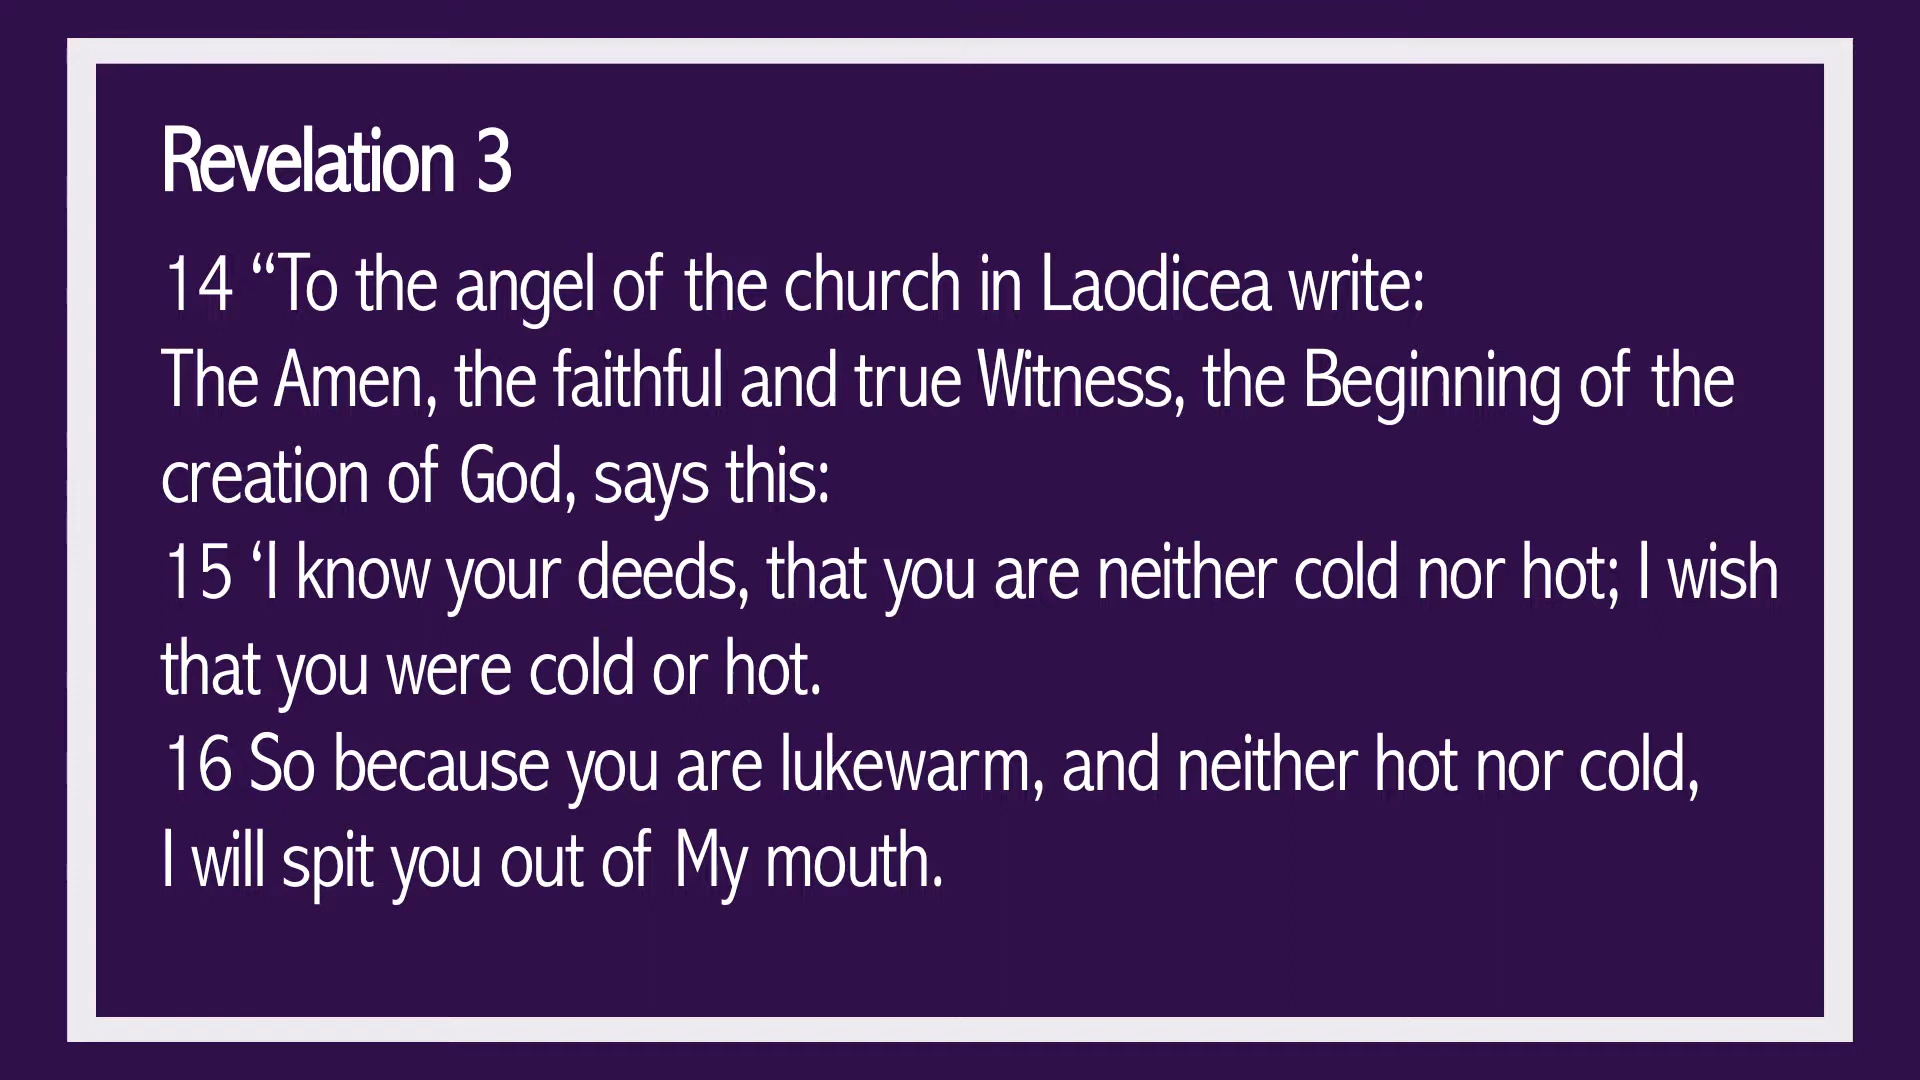 Revelation 3
14 “To the angel of the church in Laodicea write:
The Amen, the faithful and true Witness, the Beginning of the
creation of God, says this:
15 ‘I know your deeds, that you are neither cold nor hot; I wish
that you were cold or hot.
16 So because you are lukewarm, and neither hot nor cold,
I will spit you out of My mouth.